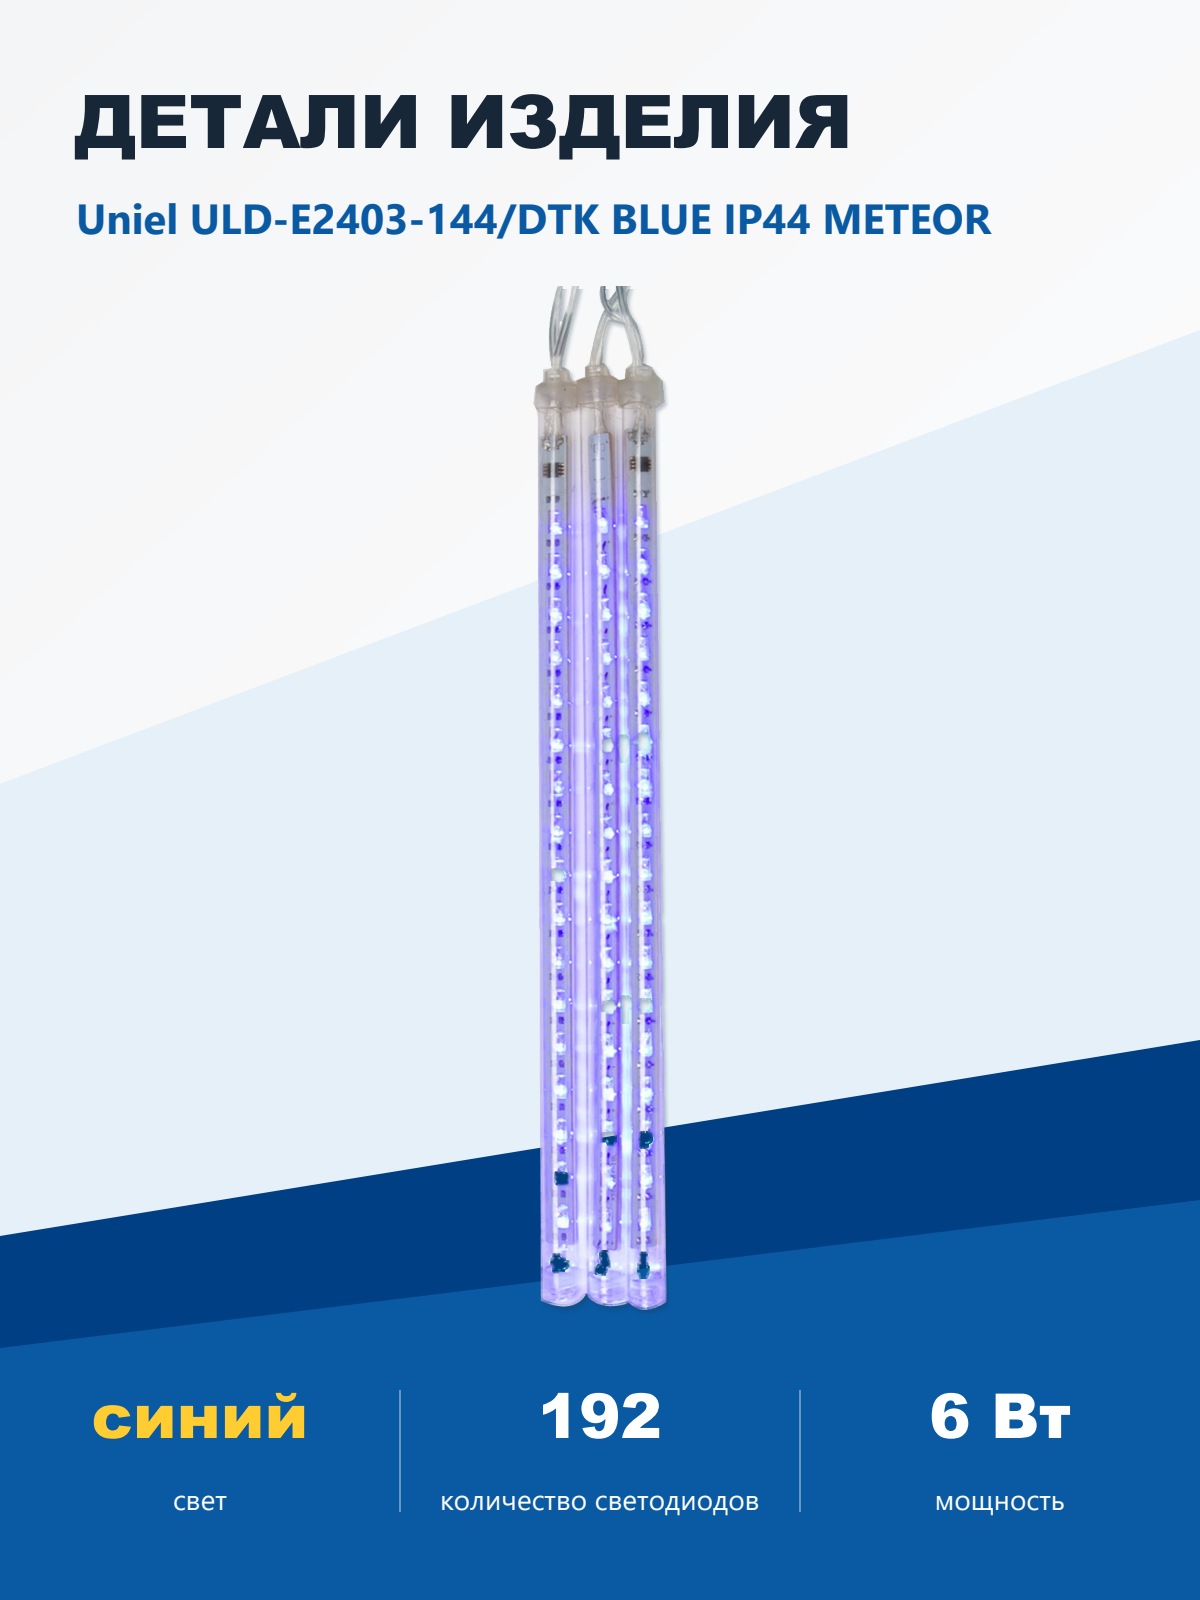 ДЕТАЛИ ИЗДЕЛИЯ
Uniel ULD-E2403-144/DTK BLUE IP44 METEOR
синий
192
6 Вт
свет
количество светодиодов
мощность